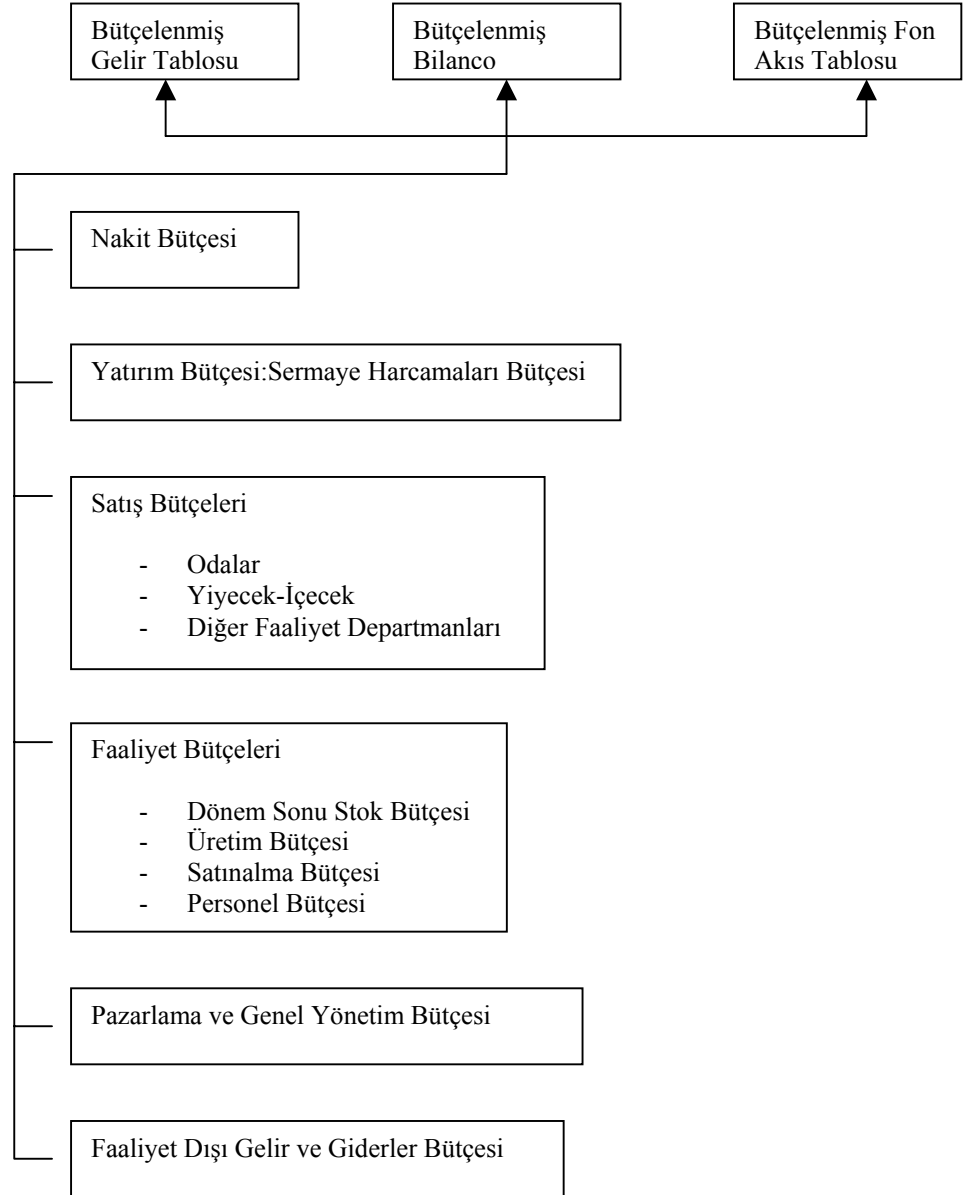 Bütçelenmiş
Gelir Tablosu
Bütçelenmiş
Bilanco
Bütçelenmiş Fon
Akıs Tablosu
Nakit Bütçesi
Yatırım Bütçesi:Sermaye Harcamaları Bütçesi
Satış Bütçeleri
- Odalar
- Yiyecek-İçecek
- Diğer Faaliyet Departmanları
Faaliyet Bütçeleri
- Dönem Sonu Stok Bütçesi
- Üretim Bütçesi
- Satınalma Bütçesi
- Personel Bütçesi
Pazarlama ve Genel Yönetim Bütçesi
Faaliyet Dışı Gelir ve Giderler Bütçesi